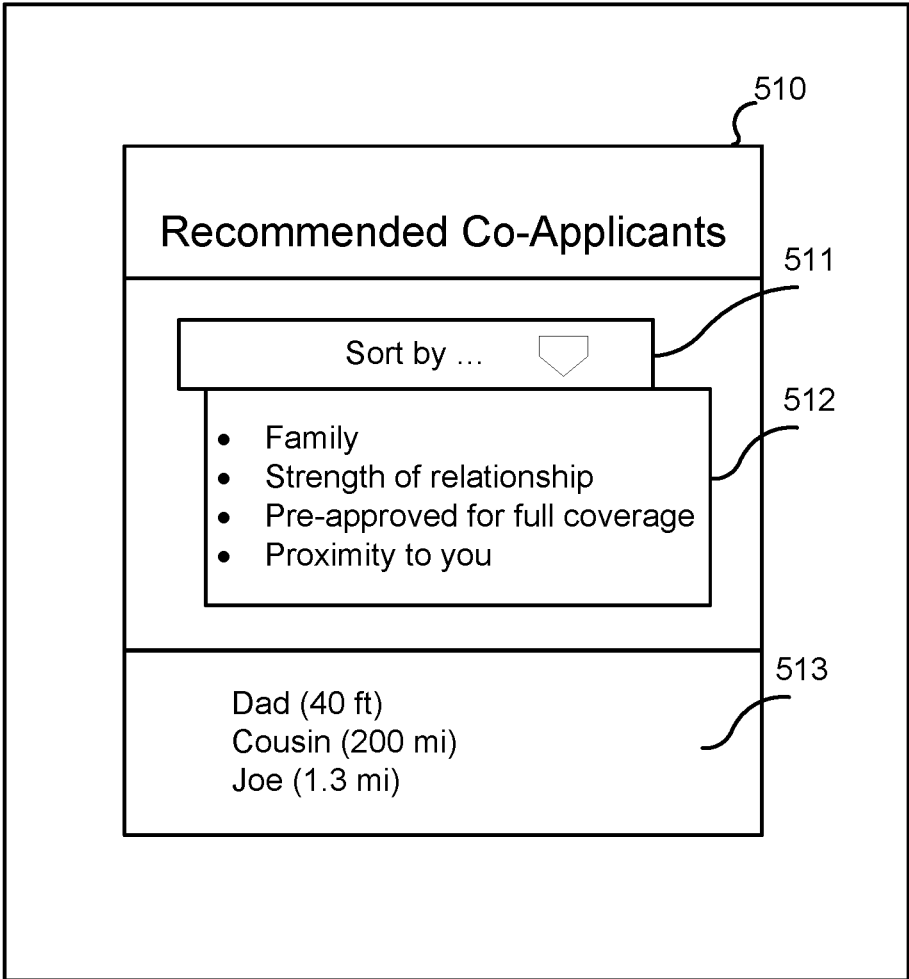 510
Recommended Co-Applicants
511
Sort by ...
512
• Family
• Strength of relationship
• Pre-approved for full coverage
• Proximity to you
513
Dad (40 ft)
Cousin (200 mi)
Joe (1.3 mi)